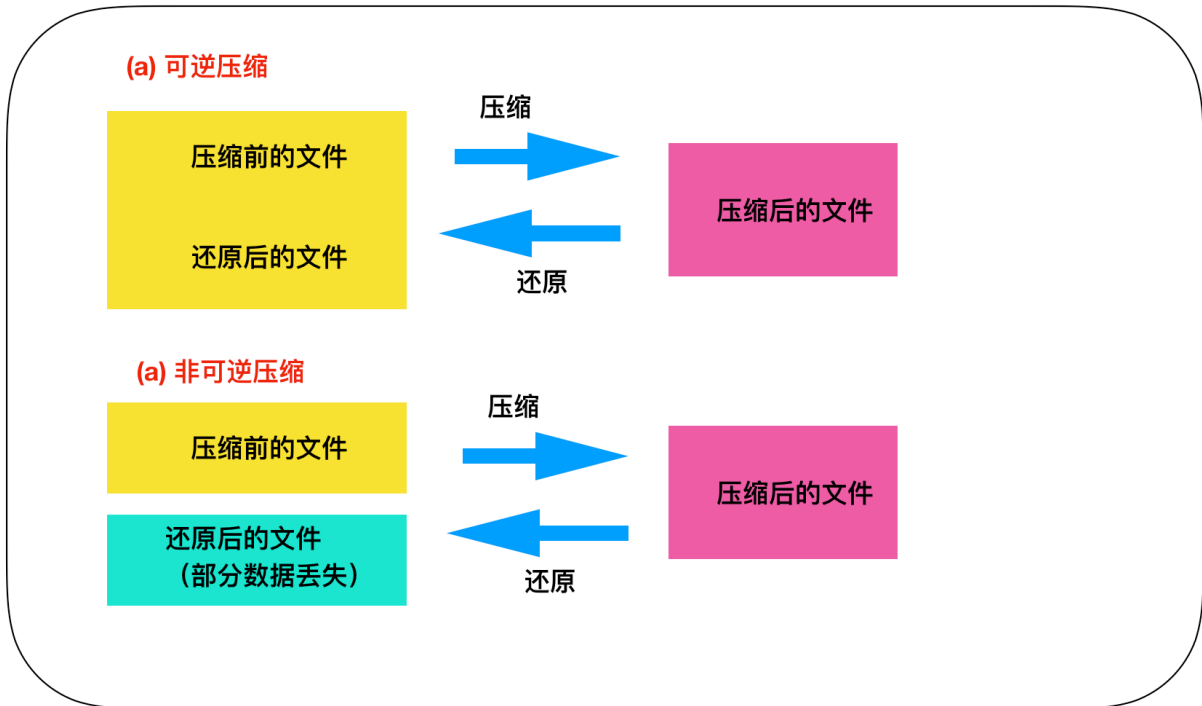 (a) 可逆压缩
压缩
压缩前的文件
压缩后的文件
还原后的文件
还原
(a) 非可逆压缩
压缩
压缩前的文件
压缩后的文件
还原后的文件
（部分数据丢失）
还原